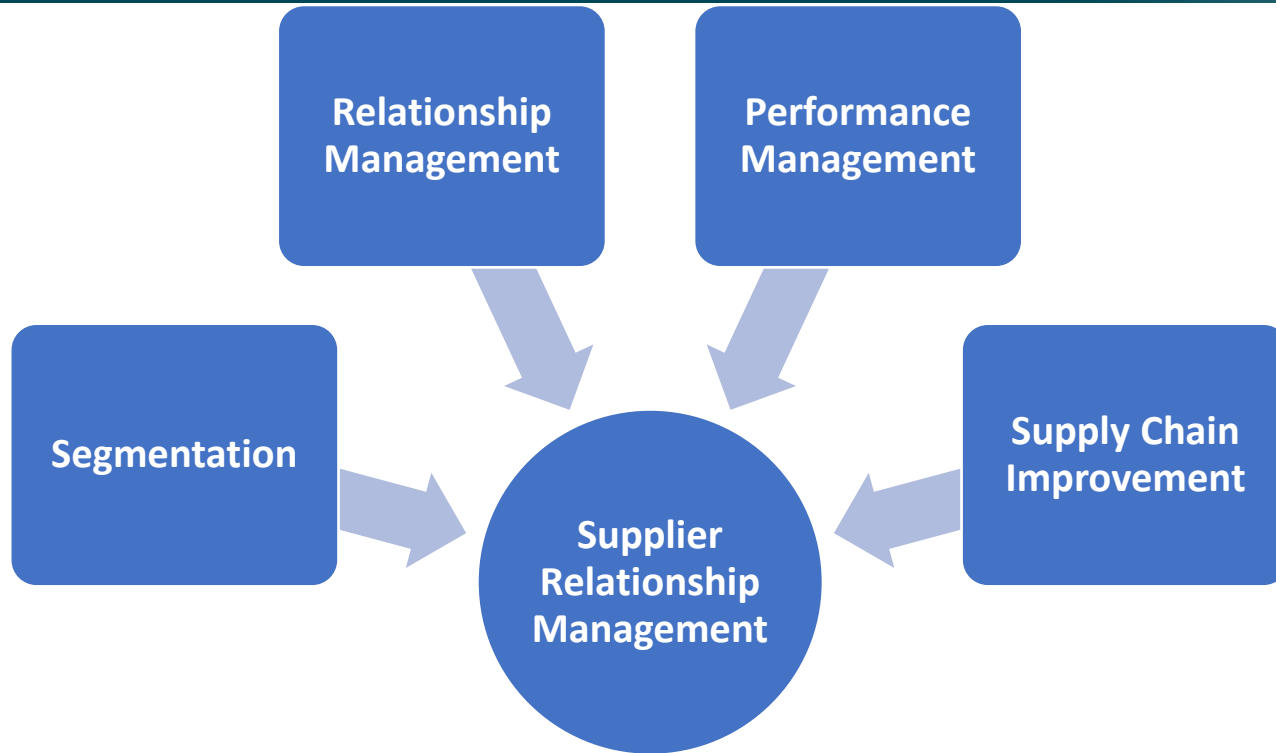 Relationship
Management
Performance
Management
Segmentation
Supply Chain
Improvement
Supplier
Relationship
Management